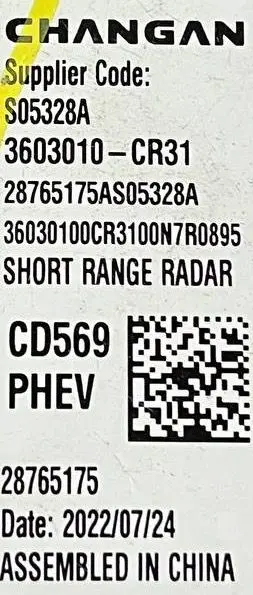 CHANGAN
Supplier Code:
S05328A
3603010-CR31
28765175AS05328A
36030100CR3100N7R0895
SHORT RANGE RADAR
CD569
PHEV
28765175
Date: 2022/07/24
ASSEMBLED IN CHINA